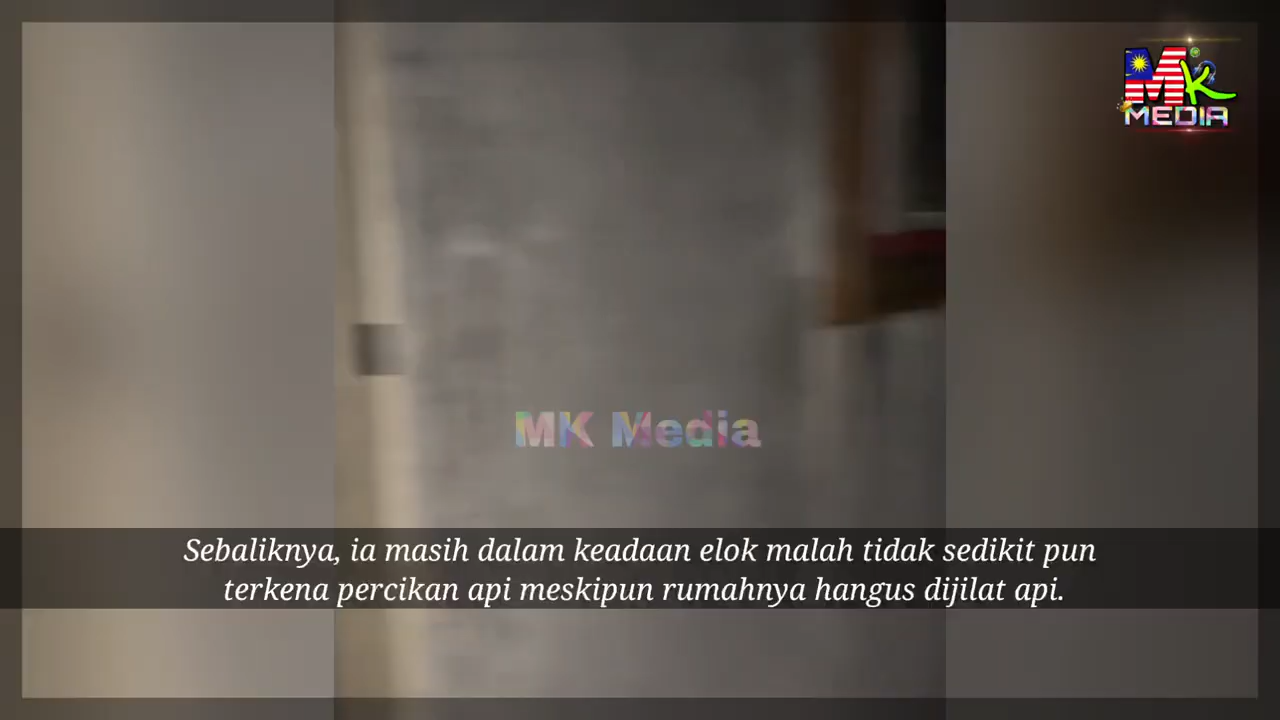 MK
MEDIA
MK Media
Sebaliknya, ia masih dalam keadaan elok malah tidak sedikit pun
terkena percikan api meskipun rumahnya hangus dijilat api.